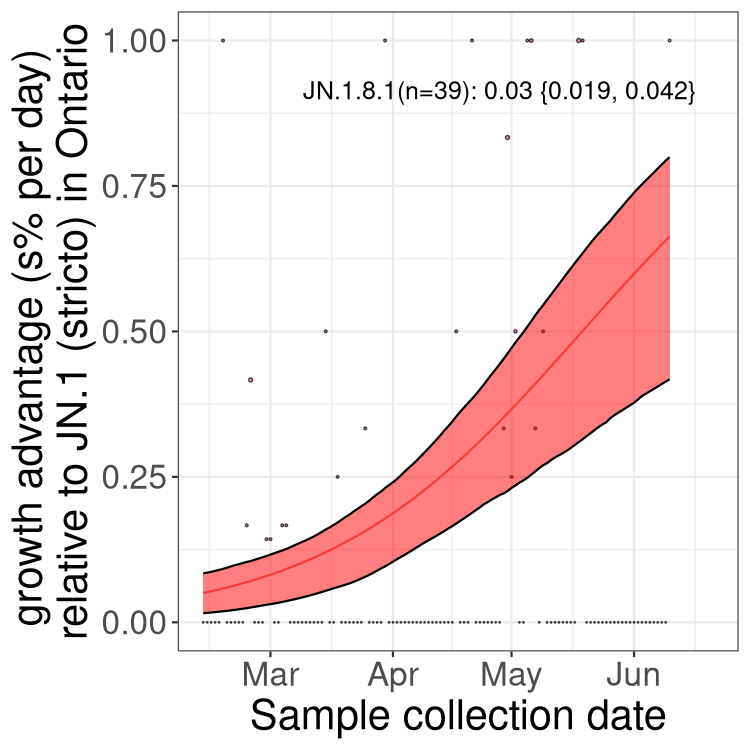 growth advantage (s% per day)
relative to JN.1 (stricto) in Ontario
1.00
0.75
0.50
0.25
0.00
JN.1.8.1(n=39): 0.03 {0.019, 0.042}
Mar Apr May Jun
Sample collection date